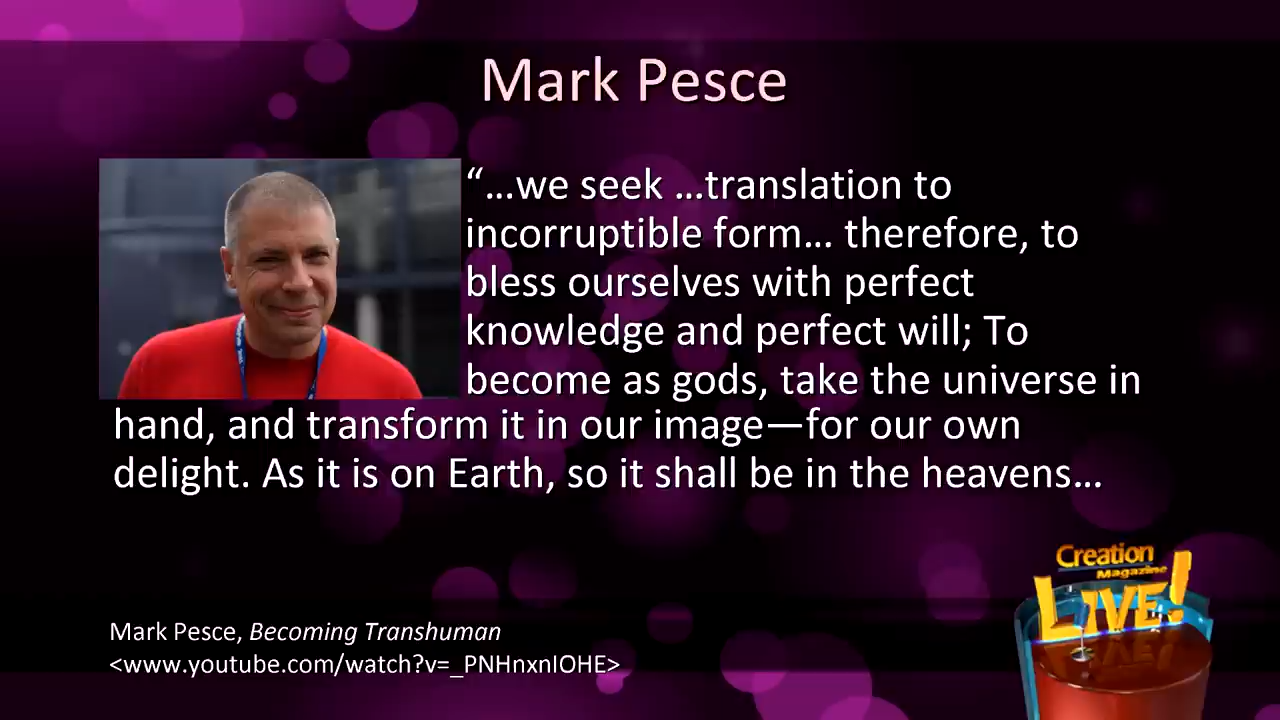 Mark Pesce
“…we seek …translation to
incorruptible form… therefore, to
bless ourselves with perfect
knowledge and perfect will; To
become as gods, take the universe in
hand, and transform it in our image—for our own
delight. As it is on Earth, so it shall be in the heavens…
Mark Pesce, Becoming Transhuman
<www.youtube.com/watch?v=_PNHnxnIOHE>
Creation
Magazine
LIVE!